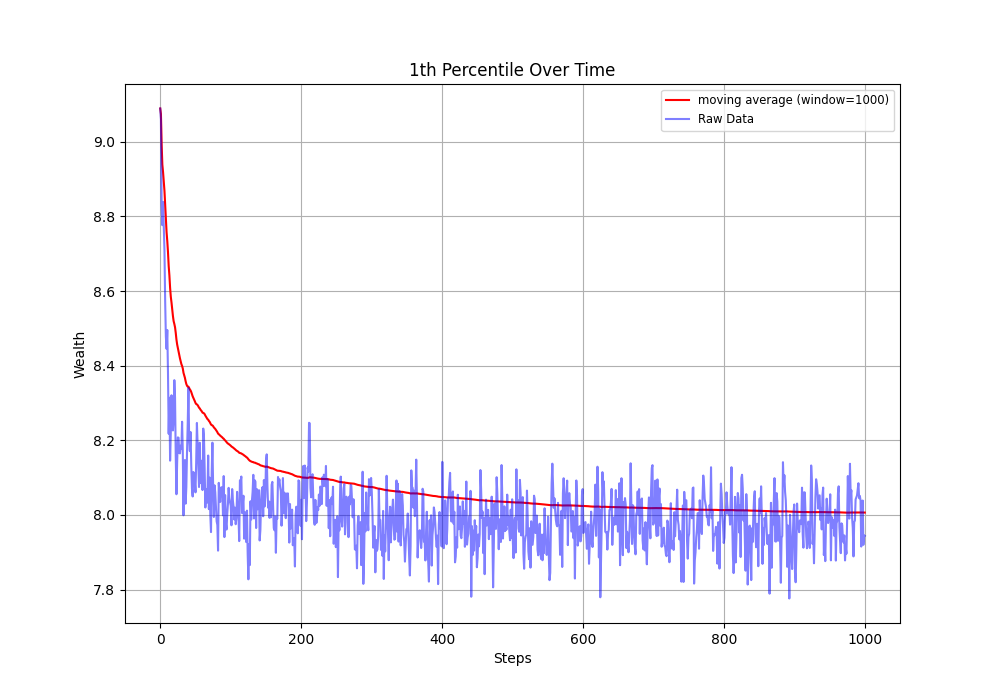 1th Percentile Over Time
moving average (window=1000)
Raw Data
Wealth
9.0
8.8
8.6
8.4
8.2
8.0
7.8
0 200 400 600 800 1000
Steps